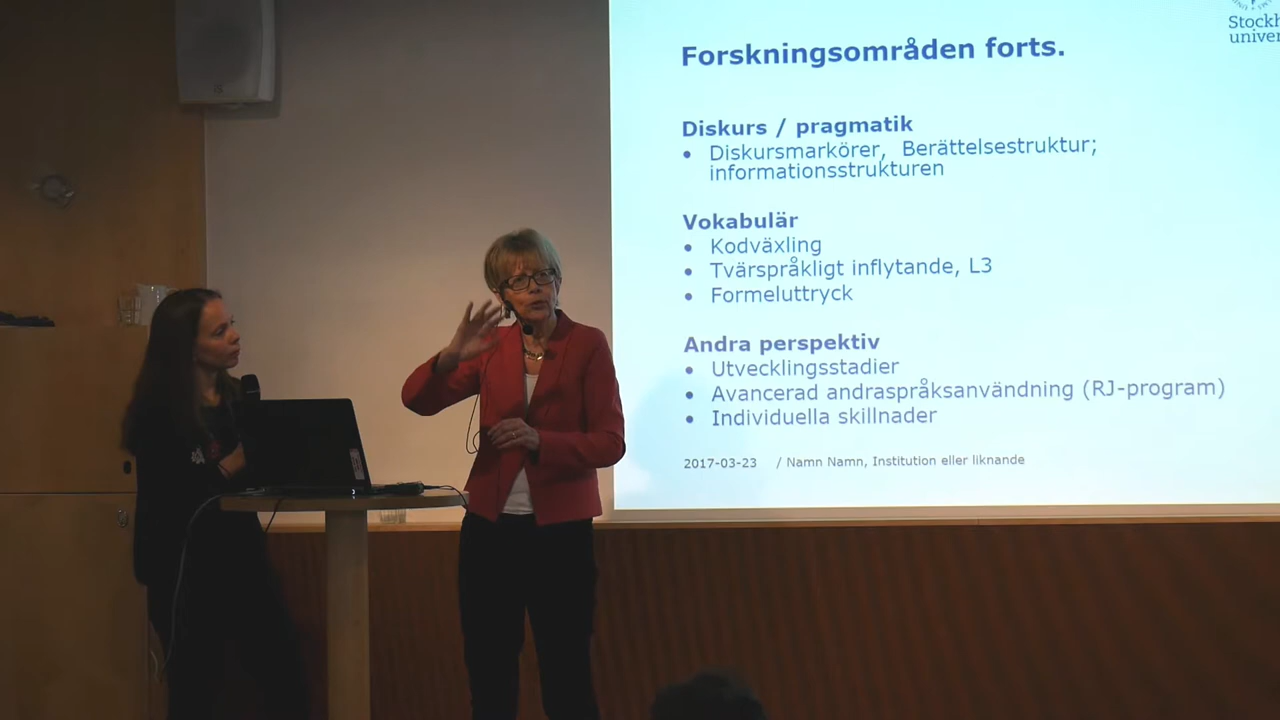 Forskningsområden forts.
Diskurs / pragmatik
• Diskursmarkörer, Berättelsestruktur;
informationsstrukturen
Vokabulär
• Kodväxling
• Tvärspråkligt inflytande, L3
• Formeluttryck
Andra perspektiv
• Utvecklingsstadier
• Avancerad andraspråksanvändning (RJ-program)
• Individuella skillnader
2017-03-23 / Namn Namn, Institution eller liknande